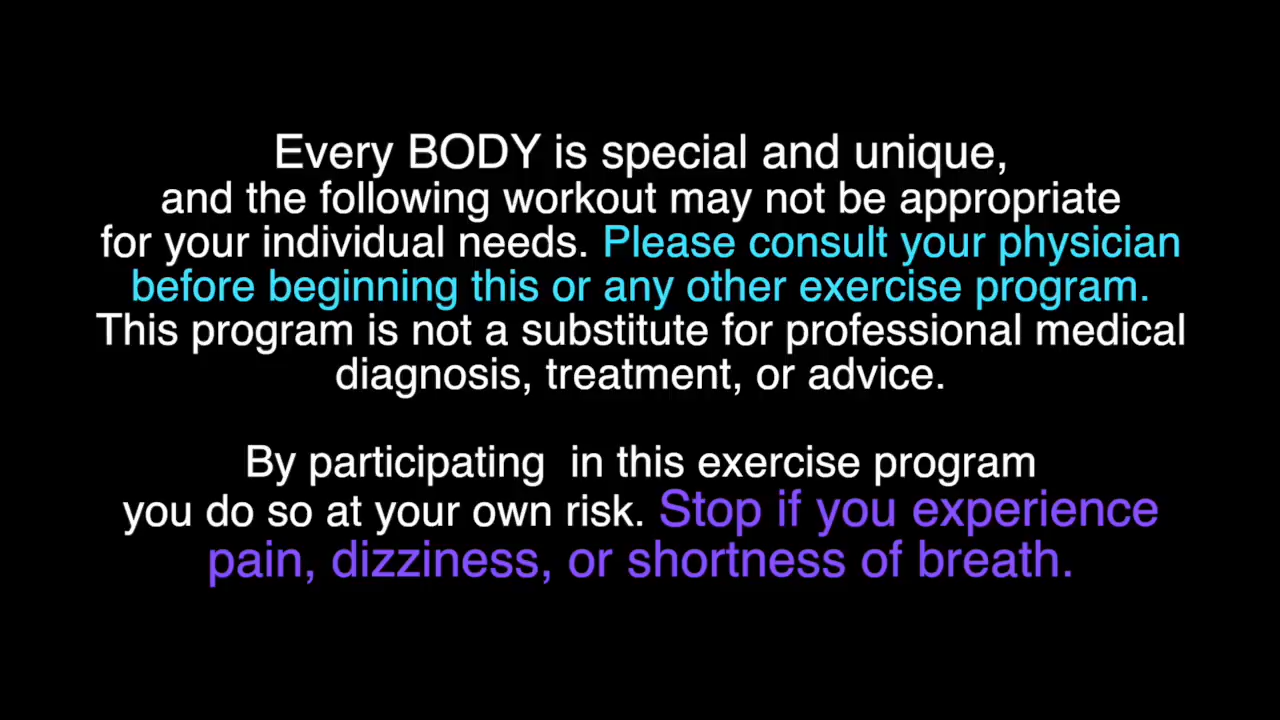 Every BODY is special and unique,
and the following workout may not be appropriate
for your individual needs. Please consult your physician
before beginning this or any other exercise program.
This program is not a substitute for professional medical
diagnosis, treatment, or advice.
By participating  in this exercise program
you do so at your own risk. Stop if you experience
pain, dizziness, or shortness of breath.